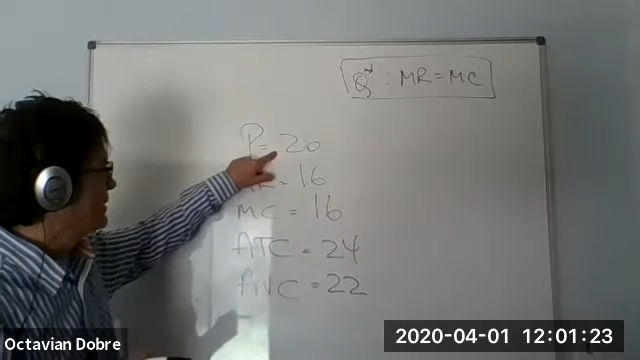 Q* : MR = MC
P = 20
= 16
MC = 16
ATC = 24
AVC = 22
Octavian Dobre
2020-04-01 12:01:23